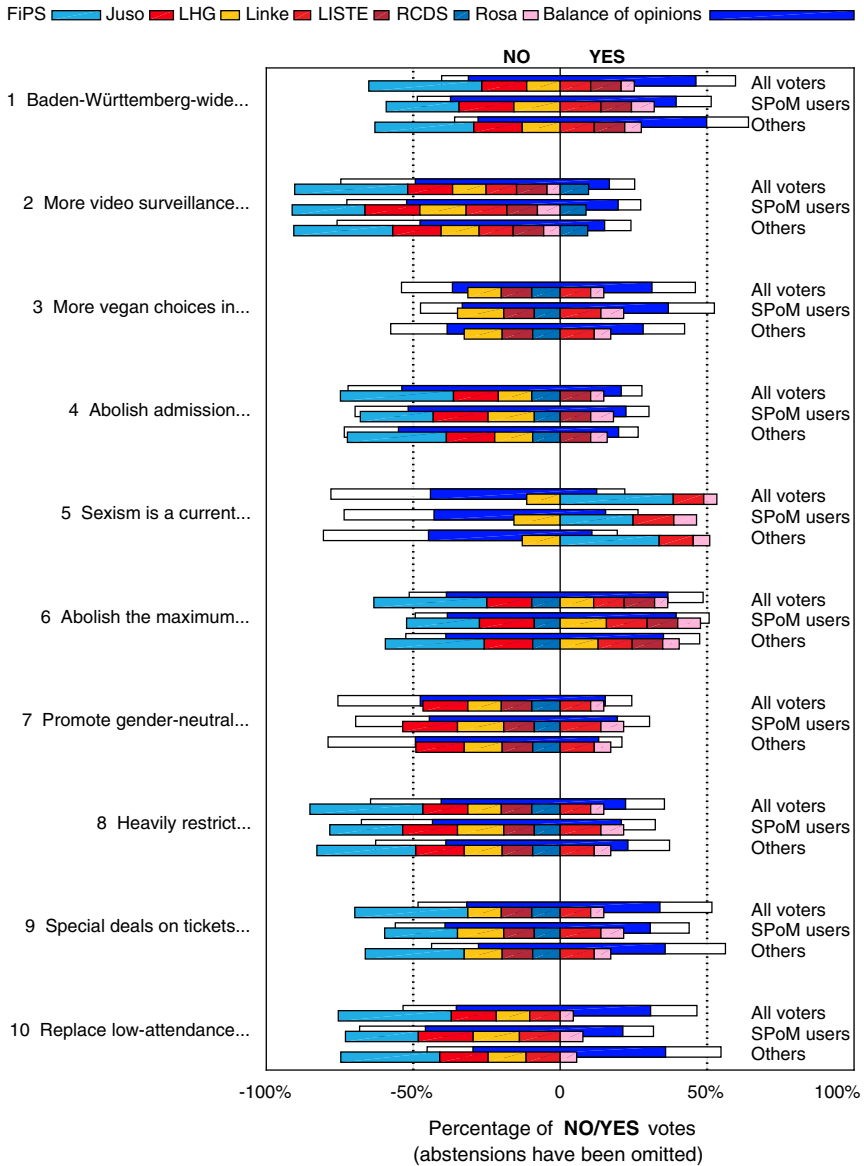 FiPS Juso LHG Linke LISTE RCDS Rosa Balance of opinions
NO YES
1 Baden-Württemberg-wide... All voters
SPoM users
Others
2 More video surveillance... All voters
SPoM users
Others
3 More vegan choices in... All voters
SPoM users
Others
4 Abolish admission... All voters
SPoM users
Others
5 Sexism is a current... All voters
SPoM users
Others
6 Abolish the maximum... All voters
SPoM users
Others
7 Promote gender-neutral... All voters
SPoM users
Others
8 Heavily restrict... All voters
SPoM users
Others
9 Special deals on tickets... All voters
SPoM users
Others
10 Replace low-attendance... All voters
SPoM users
Others
-100% -50% 0 50% 100%
Percentage of NO/YES votes
(abstensions have been omitted)